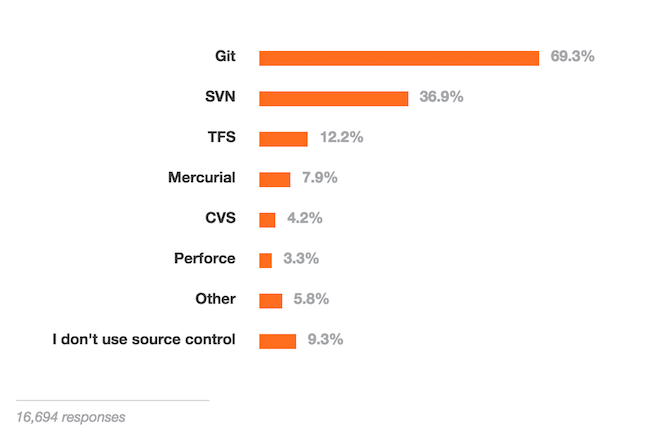 Git 69.3%
SVN 36.9%
TFS 12.2%
Mercurial 7.9%
CVS 4.2%
Perforce 3.3%
Other 5.8%
I don't use source control 9.3%
16,694 responses